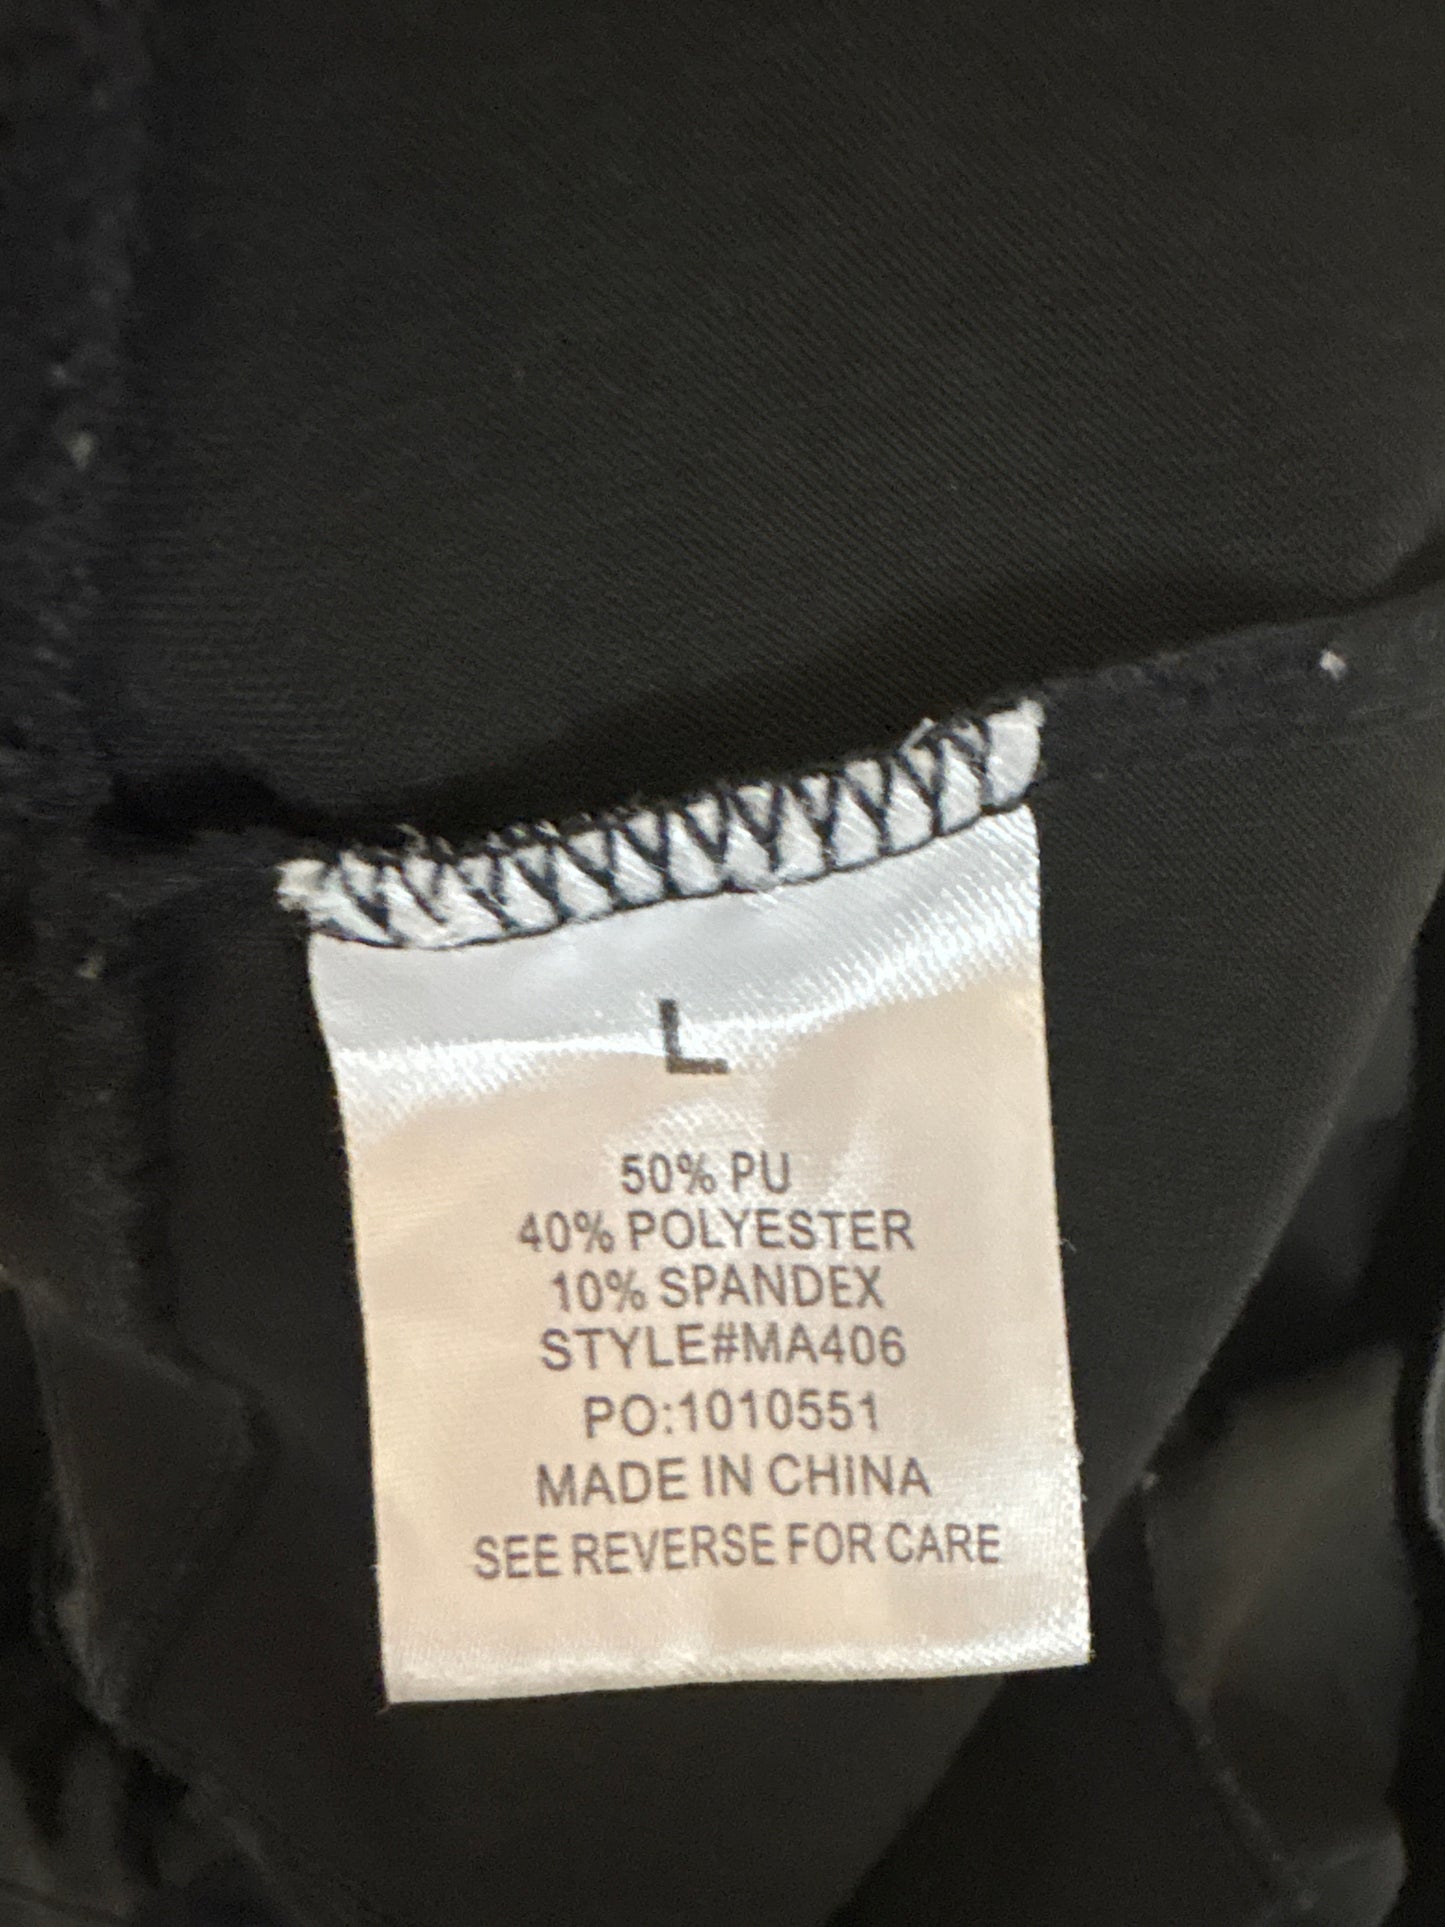 L
50% PU
40% POLYESTER
10% SPANDEX
STYLE#MA406
PO:1010551
MADE IN CHINA
SEE REVERSE FOR CARE